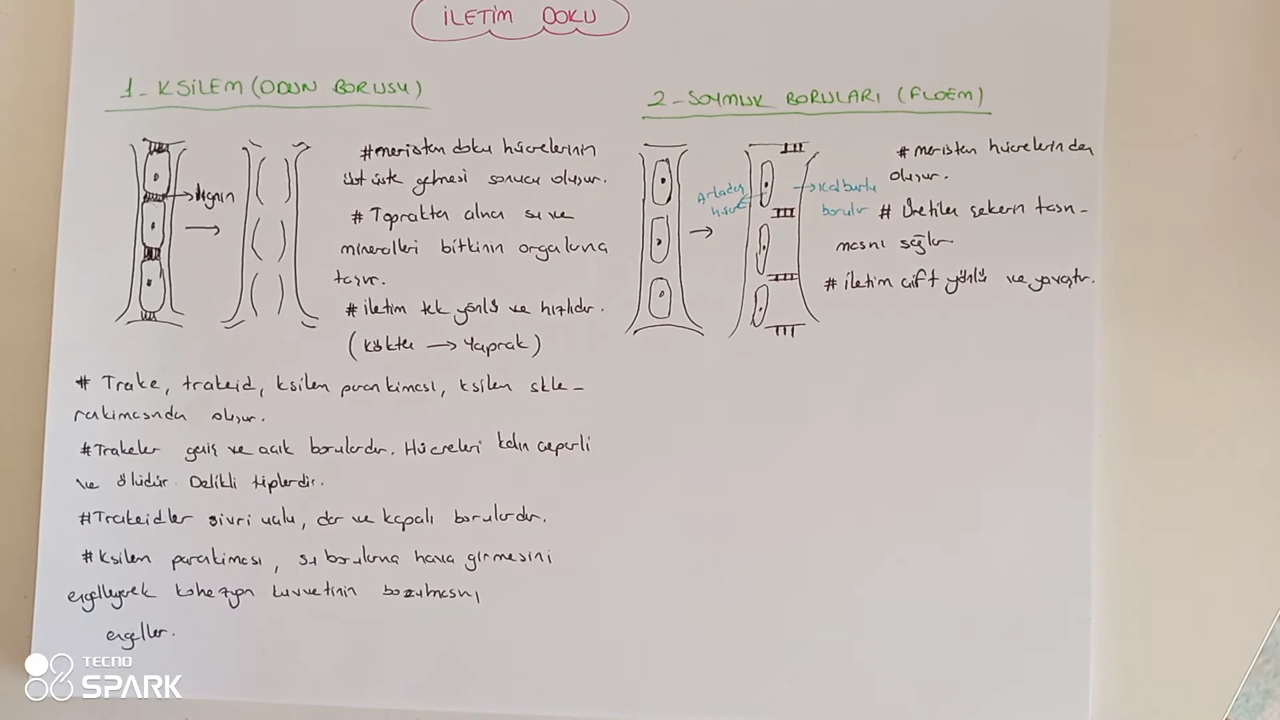 İLETİM DOKU
1- KSİLEM (ODUN BORUSU)
lignin
#meristem doku hücrelerinin
üst üste gelmesi sonucu oluşur.
# Topraktan alınan su ve
mineralleri bitkinin organlarına
taşır.
# iletim tek yönlü ve hızlıdır.
(Kökten → Yaprak)
# Trake, trakeid, ksilem parankiması, ksilem skle-
rankimasından oluşur.
#Trakeler geniş ve açık borulardır. Hücreleri kalın çeperli
ve ölüdür. Delikli tiplerdir.
#Trakeidler sivri uçlu, dar ve kapalı borulardır.
#Ksilem parankiması, su borularına hava girmesini
engelleyerek kohezyon kuvvetinin bozulmasını
engeller.
2-SOYMUK BORULARI (FLOEM)
Arkadaş
hücre
Kalburlu
borular
# meristem hücrelerinden
oluşur.
# Üretilen şekerin taşın-
masını sağlar
# iletim çift yönlü ve yavaştır.
TECNO
SPARK